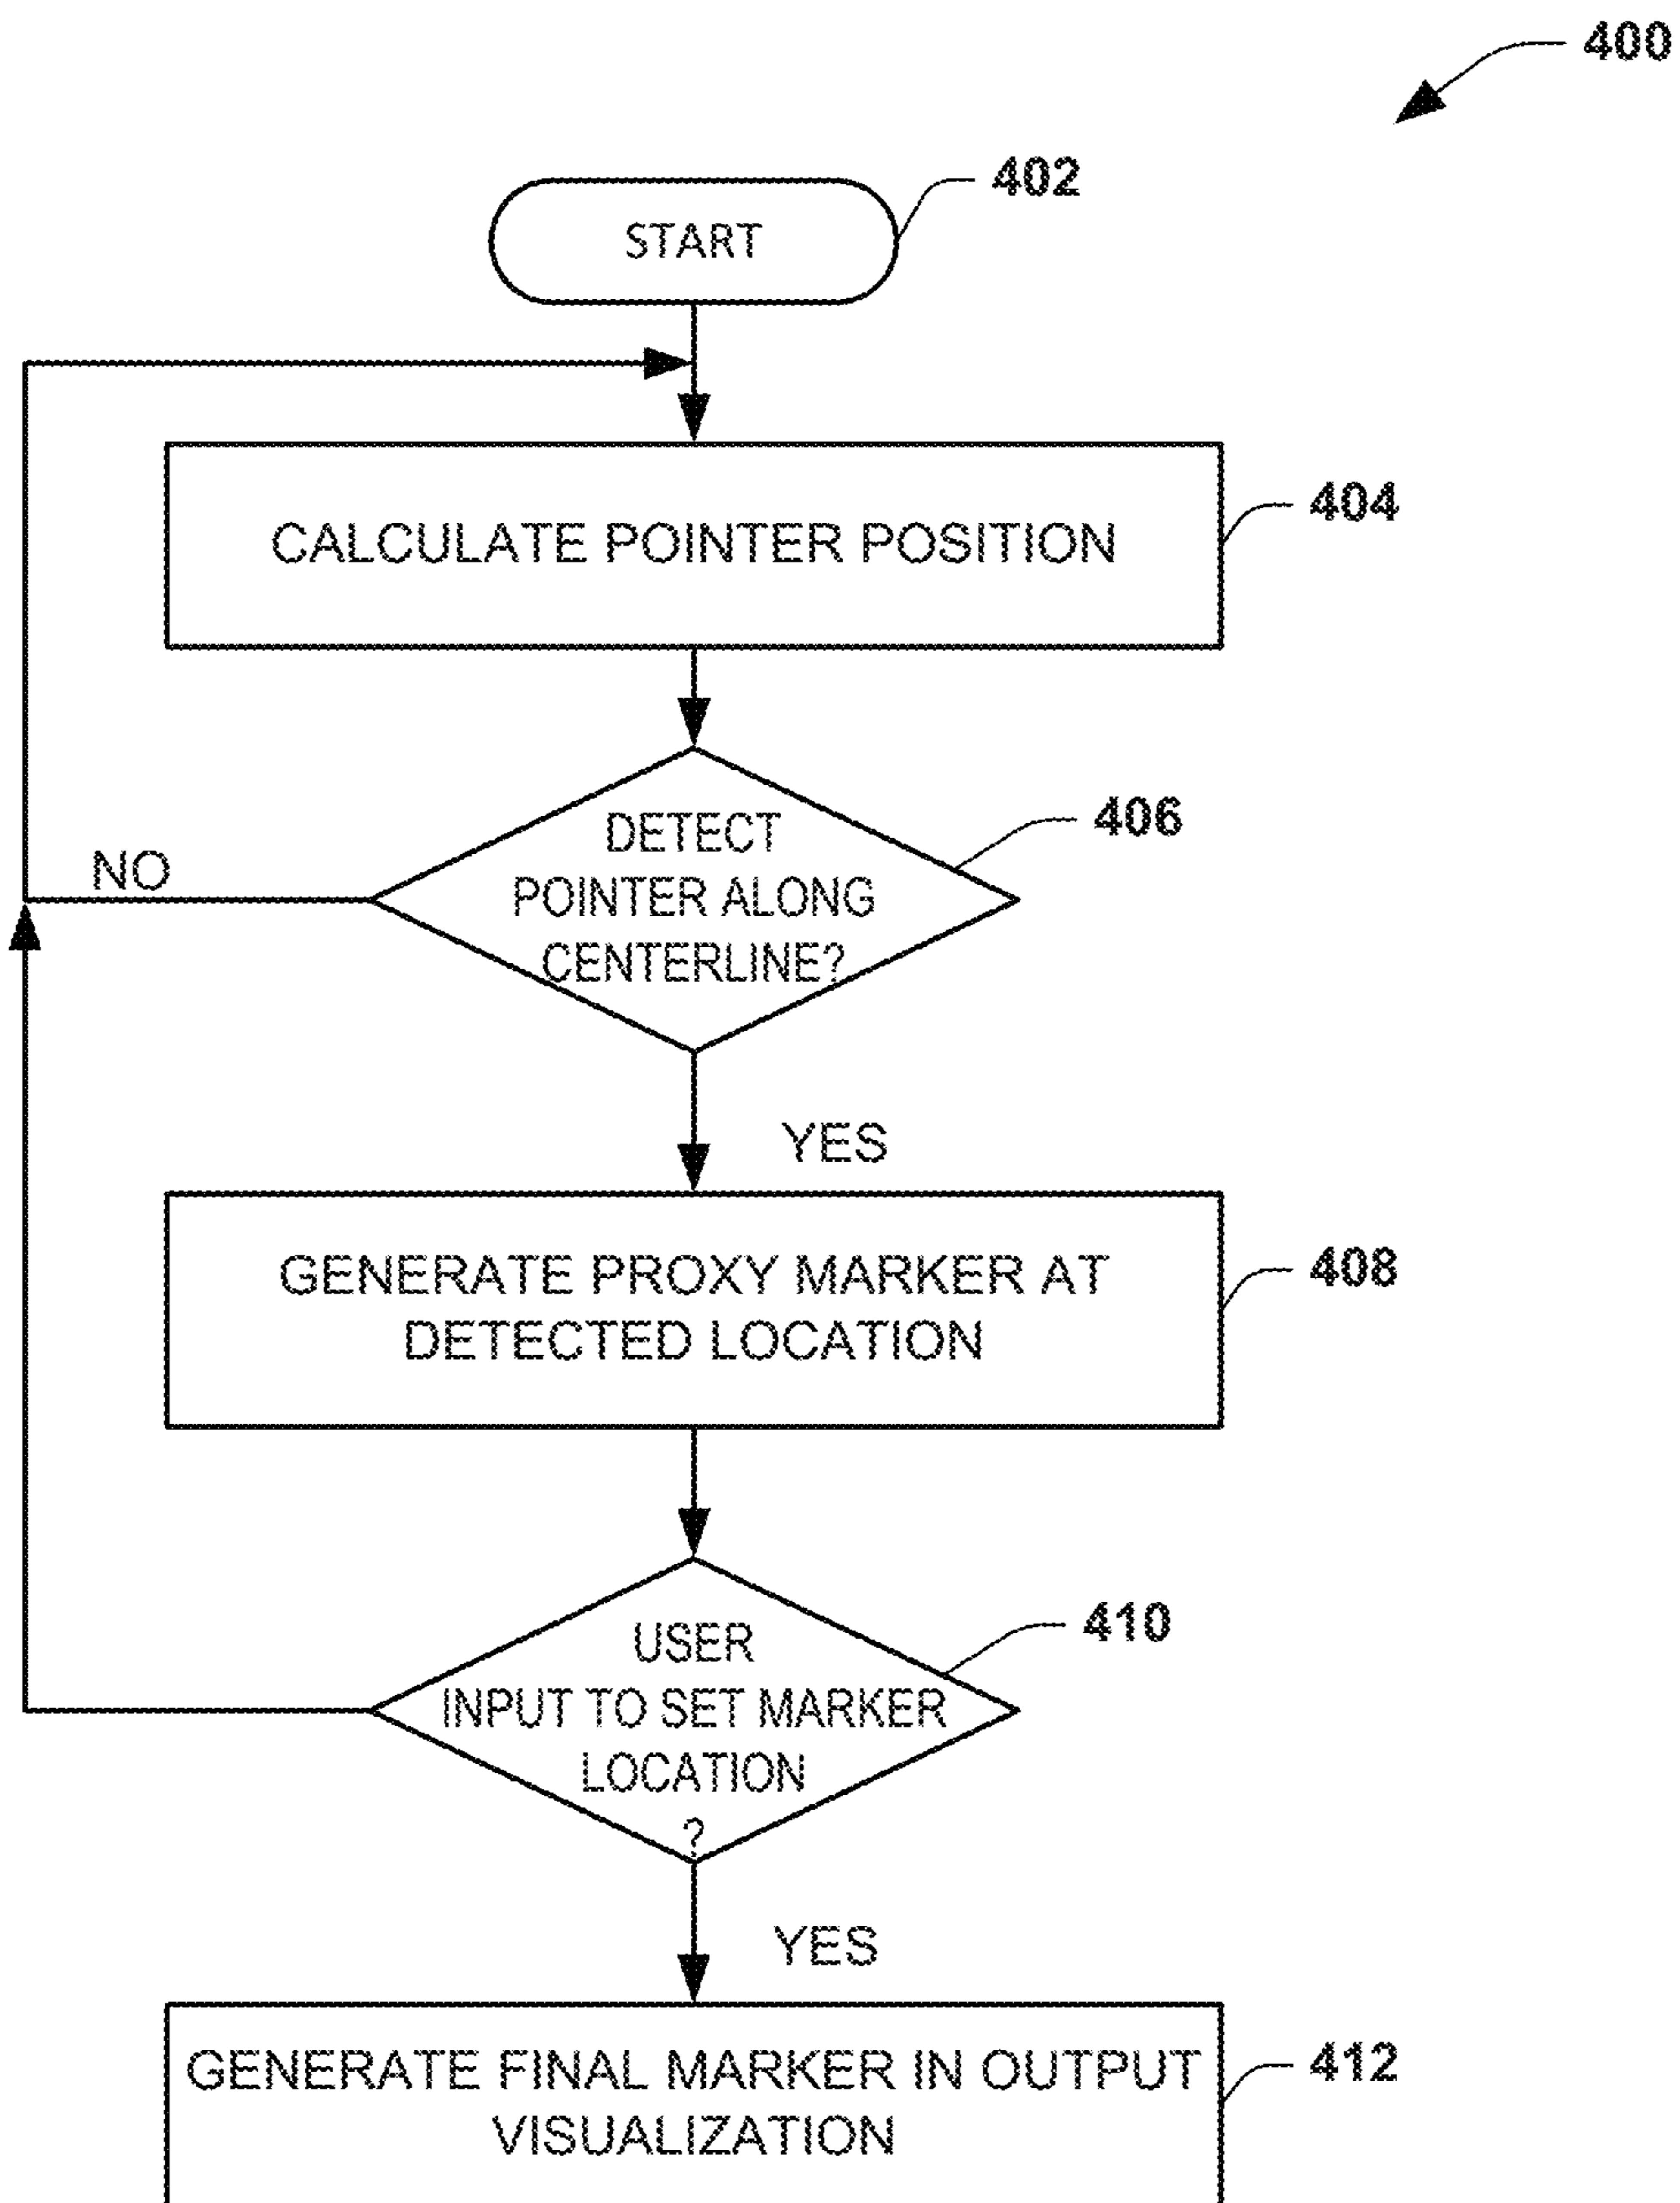 400
402
START
CALCULATE POINTER POSITION
404
DETECT
POINTER ALONG
CENTERLINE?
406
NO
YES
GENERATE PROXY MARKER AT
DETECTED LOCATION
408
USER
INPUT TO SET MARKER
LOCATION
?
410
YES
GENERATE FINAL MARKER IN OUTPUT
VISUALIZATION
412